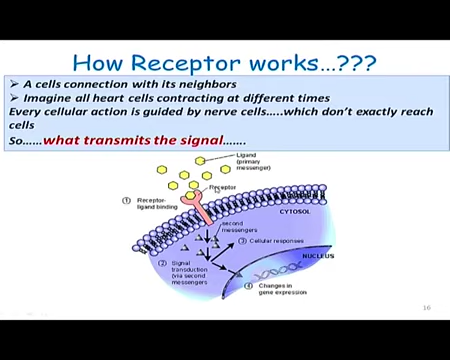 How Receptor works...???
➢ A cells connection with its neighbors
➢ Imagine all heart cells contracting at different times
Every cellular action is guided by nerve cells.....which don't exactly reach
cells
So......what transmits the signal.......
Ligand
(primary
messenger)
Receptor
① Receptor-
ligand binding
CYTOSOL
second
messengers
③ Cellular responses
NUCLEUS
② Signal
transduction
(via second
messengers)
④ Changes in
gene expression
16